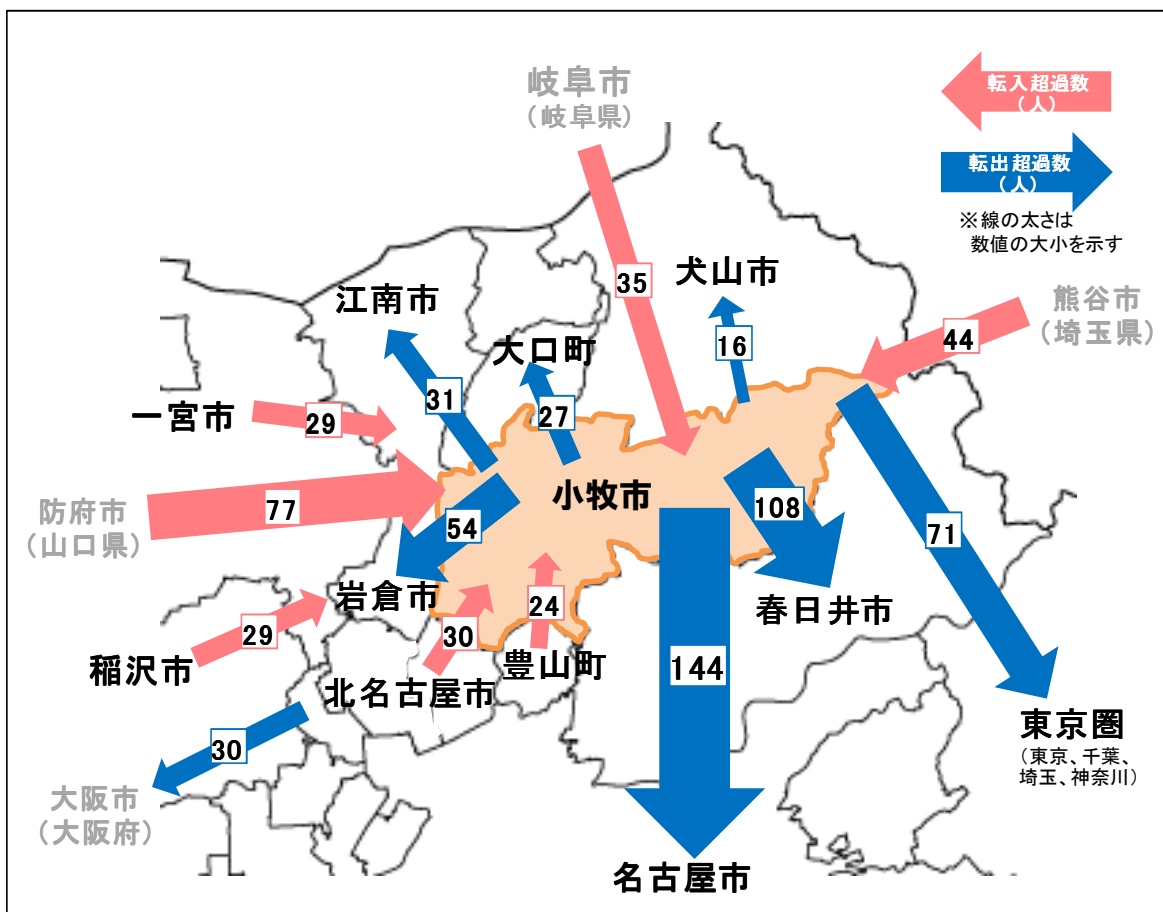 岐阜市
(岐阜県)
転入超過数
(人)
転出超過数
(人)
※線の太さは
数値の大小を示す
犬山市
35
江南市
熊谷市
(埼玉県)
44
16
大口町
31
27
一宮市
29
小牧市
77
防府市
(山口県)
54
108
71
岩倉市
24
春日井市
29
30
稲沢市
豊山町
144
北名古屋市
東京圏
(東京、千葉、
埼玉、神奈川)
30
大阪市
(大阪府)
名古屋市